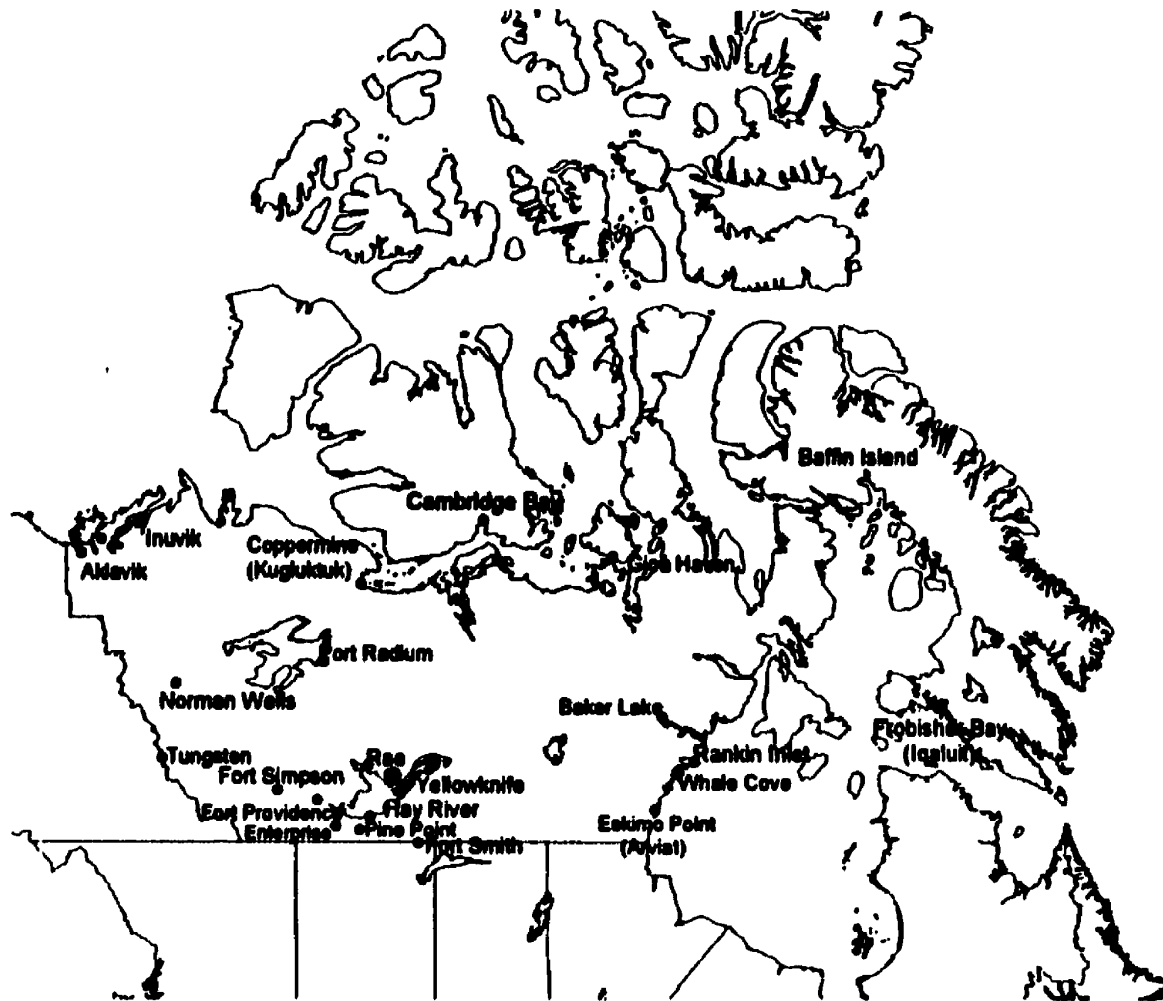 Baffin Island
Cambridge Bay
Inuvik
Aklavik
Coppermine
(Kugluktuk)
Gjoa Haven
Fort Radium
Norman Wells
Baker Lake
Frobisher Bay
(Iqaluit)
Rankin Inlet
Whale Cove
Tungsten
Rae
Fort Simpson
Yellowknife
Fort Providence
Hay River
Enterprise
Pine Point
Eskimo Point
(Arviat)
Fort Smith